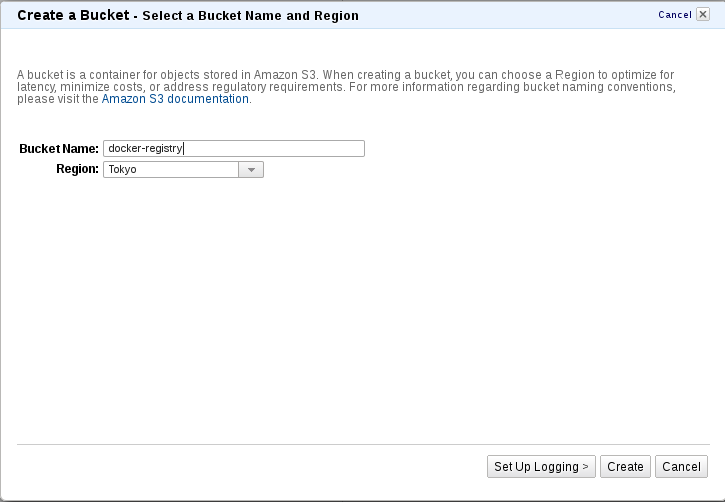 Create a Bucket - Select a Bucket Name and Region
Cancel
A bucket is a container for objects stored in Amazon S3. When creating a bucket, you can choose a Region to optimize for
latency, minimize costs, or address regulatory requirements. For more information regarding bucket naming conventions,
please visit the Amazon S3 documentation.
Bucket Name: docker-registry
Region: Tokyo
Set Up Logging > Create Cancel